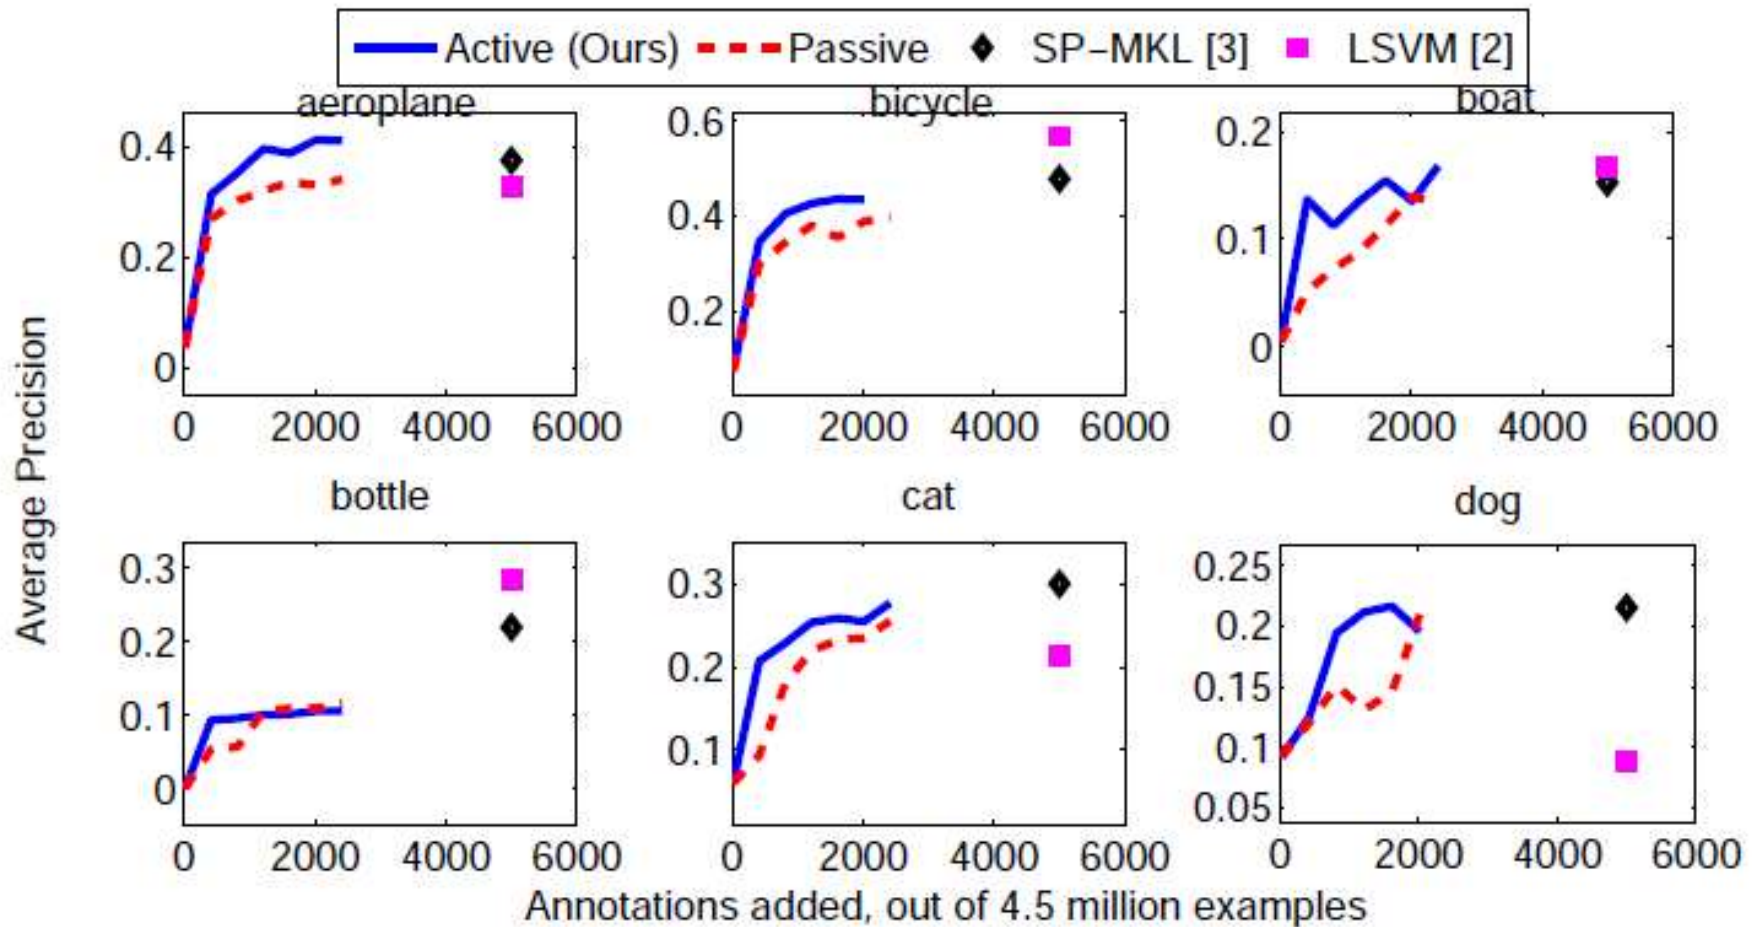 Active (Ours) Passive SP-MKL [3] LSVM [2]
aeroplane bicycle boat
0.4 0.6 0.2
0.2 0.4 0.1
0 0.2 0
0 2000 4000 6000 0 2000 4000 6000 0 2000 4000 6000
Average Precision
bottle cat dog
0.3 0.3 0.25
0.2 0.2 0.2
0.1 0.1 0.15
0 0.1
0.05
0 2000 4000 6000 0 2000 4000 6000 0 2000 4000 6000
Annotations added, out of 4.5 million examples